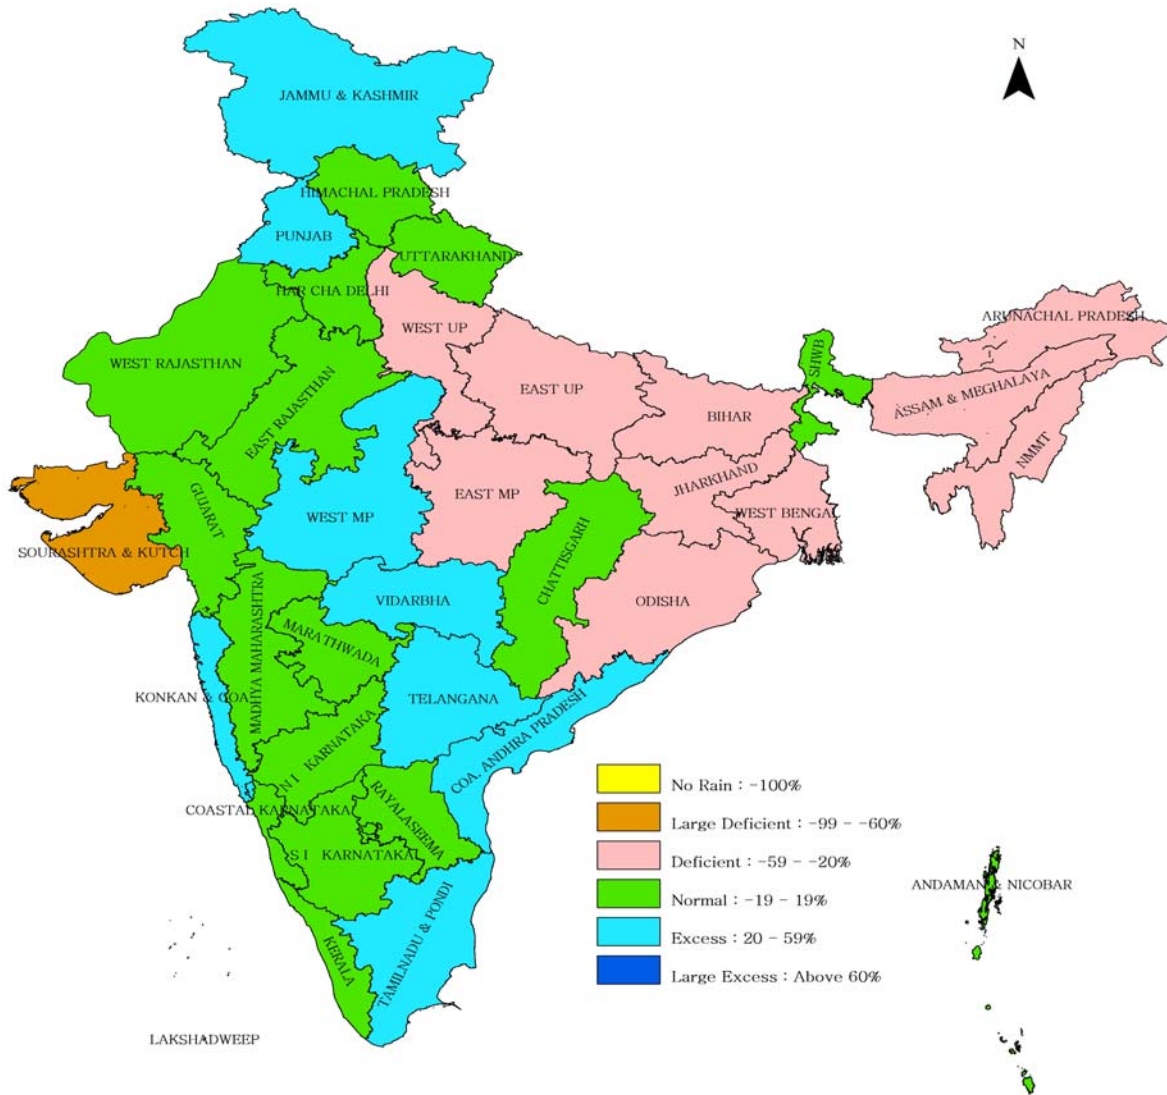 N
JAMMU & KASHMIR
HIMACHAL PRADESH
PUNJAB
UTTARAKHAND
HAR CHA DELHI
ARUNACHAL PRADESH
WEST UP
SHWB
WEST RAJASTHAN
EAST RAJASTHAN
EAST UP
ASSAM & MEGHALAYA
BIHAR
NMMT
JHARKHAND
EAST MP
GUJARAT
WEST MP
WEST BENGAL
SOURASHTRA & KUTCH
CHATTISGARH
VIDARBHA
ODISHA
MADHYA MAHARASHTRA
MARATHWADA
KONKAN & GOA
TELANGANA
COA. ANDHRA PRADESH
N I KARNATAKA
COASTAL KARNATAKA
RAYALASEEMA
S I KARNATAKA
TAMILNADU & PONDI
KERALA
LAKSHADWEEP
ANDAMAN & NICOBAR
No Rain : -100%
Large Deficient : -99 - -60%
Deficient : -59 - -20%
Normal : -19 - 19%
Excess : 20 - 59%
Large Excess : Above 60%